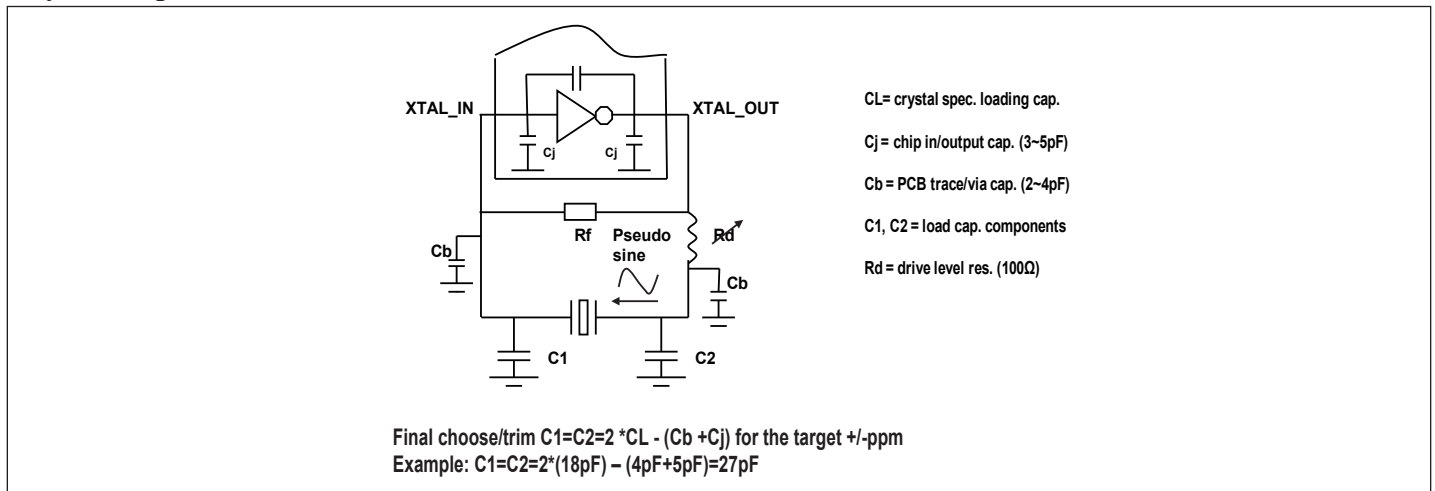 XTAL_IN
XTAL_OUT
Cj
Cj
Rf
Pseudo
sine
Rd
Cb
Cb
C1
C2
CL= crystal spec. loading cap.
Cj = chip in/output cap. (3~5pF)
Cb = PCB trace/via cap. (2~4pF)
C1, C2 = load cap. components
Rd = drive level res. (100Ω)
Final choose/trim C1=C2=2 *CL - (Cb +Cj) for the target +/-ppm
Example: C1=C2=2*(18pF) – (4pF+5pF)=27pF